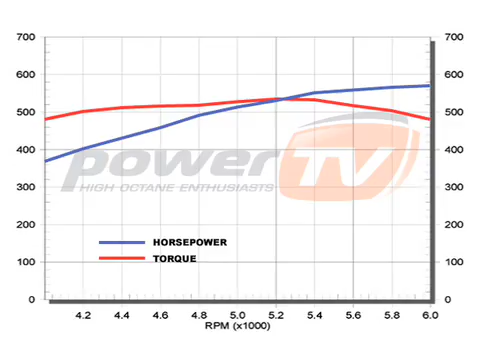 700 700
600 600
500 500
400 400
power TV
HIGH OCTANE ENTHUSIASTS
300 300
200 200
HORSEPOWER
TORQUE
100 100
0 0
4.2 4.4 4.6 4.8 5.0 5.2 5.4 5.6 5.8 6.0
RPM (x1000)